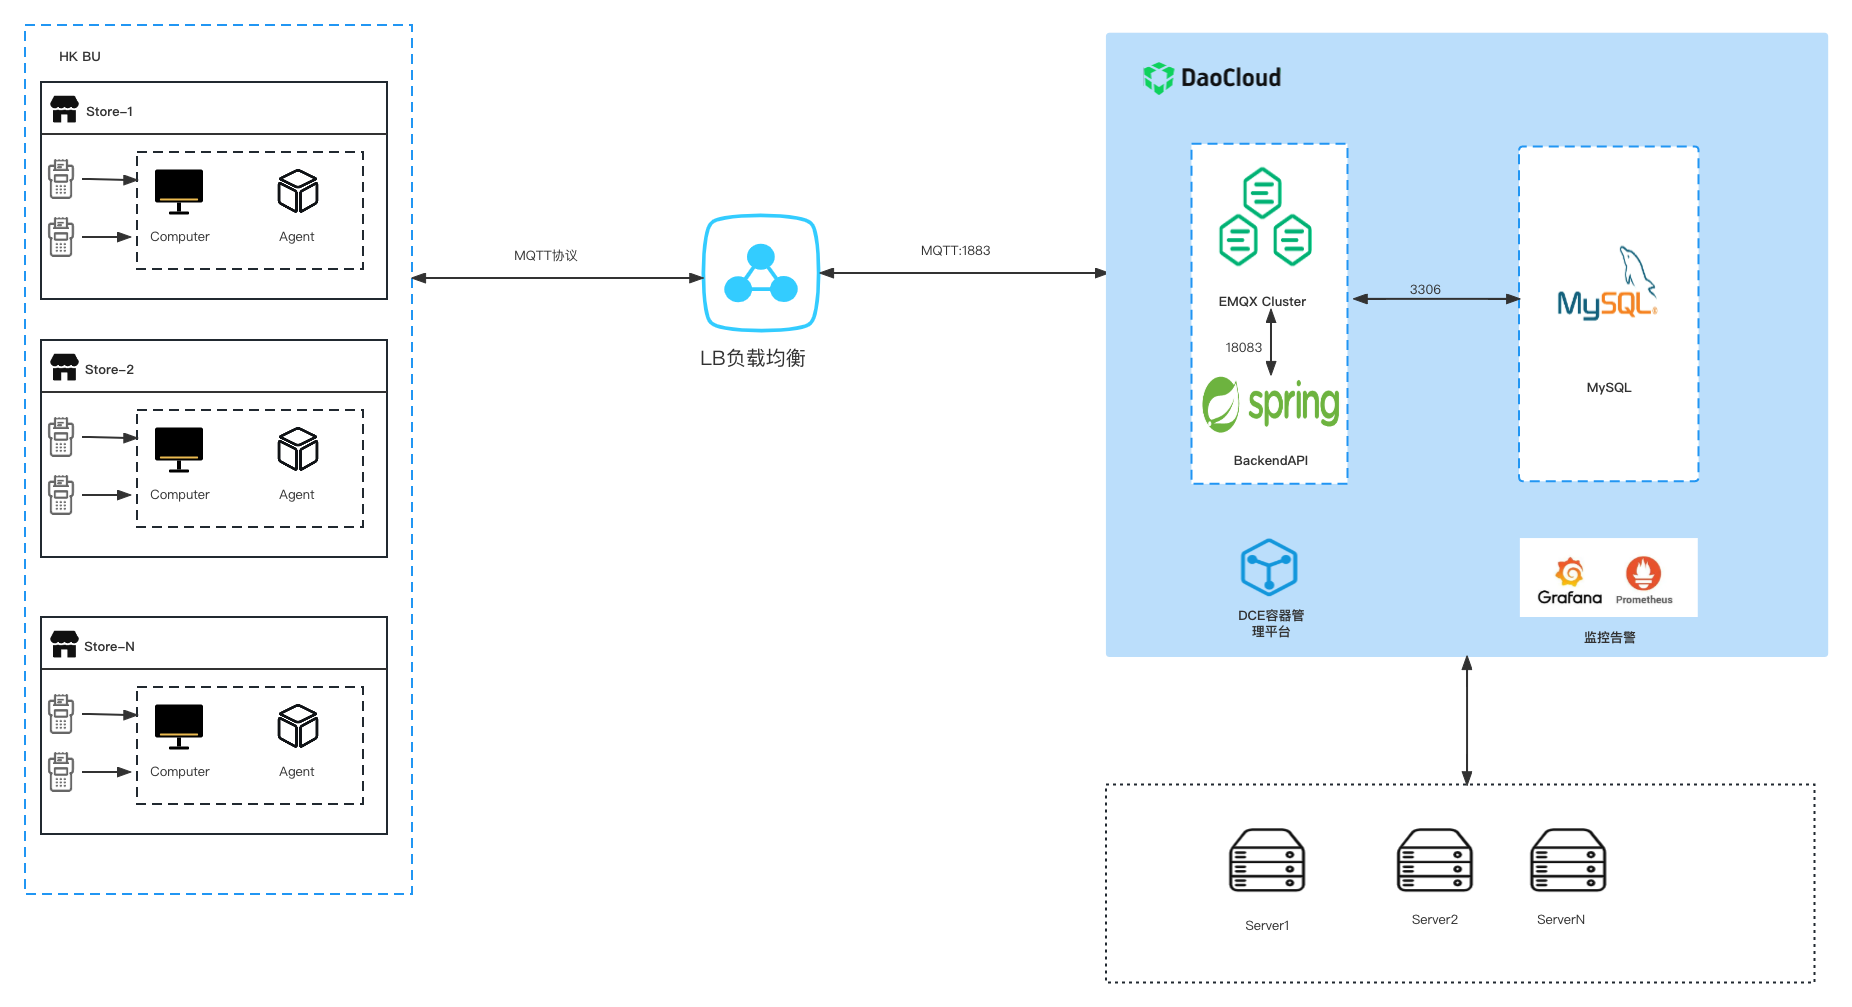 HK BU
Store-1
Computer
Agent
Store-2
Computer
Agent
Store-N
Computer
Agent
MQTT协议
LB负载均衡
MQTT:1883
DaoCloud
EMQX Cluster
18083
spring
BackendAPI
3306
MySQL®
MySQL
DCE容器管
理平台
Grafana
Prometheus
监控告警
Server1
Server2
ServerN